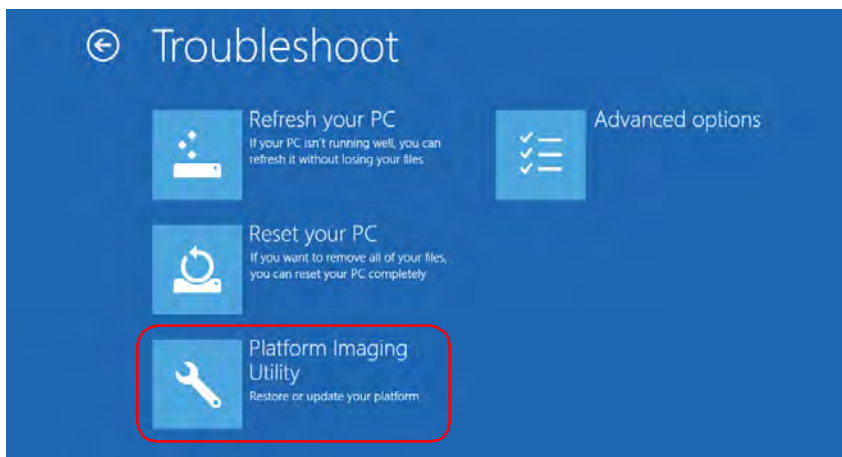 Troubleshoot
Refresh your PC
If your PC isn't running well, you can
refresh it without losing your files
Advanced options
Reset your PC
If you want to remove all of your files,
you can reset your PC completely
Platform Imaging
Utility
Restore or update your platform